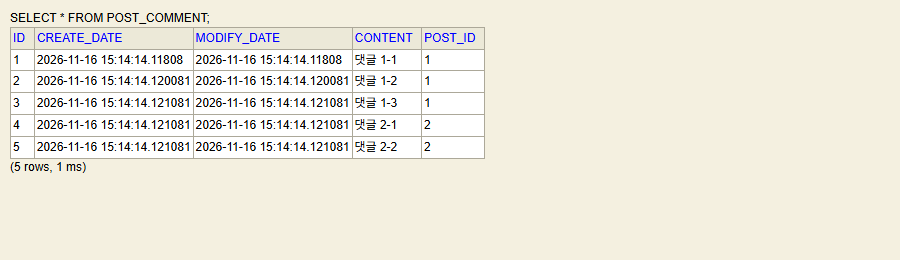 SELECT * FROM POST_COMMENT;
ID CREATE_DATE MODIFY_DATE CONTENT POST_ID
1 2026-11-16 15:14:14.11808 2026-11-16 15:14:14.11808 댓글 1-1 1
2 2026-11-16 15:14:14.120081 2026-11-16 15:14:14.120081 댓글 1-2 1
3 2026-11-16 15:14:14.121081 2026-11-16 15:14:14.121081 댓글 1-3 1
4 2026-11-16 15:14:14.121081 2026-11-16 15:14:14.121081 댓글 2-1 2
5 2026-11-16 15:14:14.121081 2026-11-16 15:14:14.121081 댓글 2-2 2
(5 rows, 1 ms)